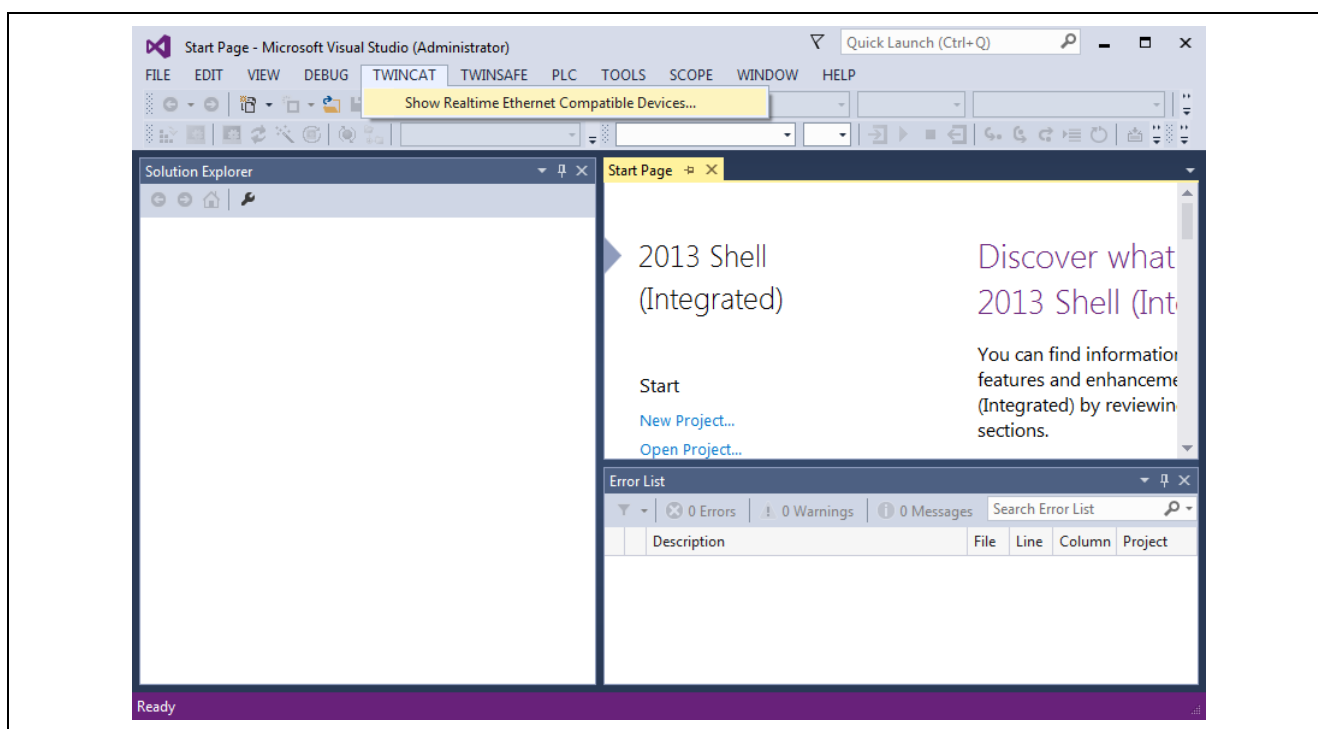 Start Page - Microsoft Visual Studio (Administrator)
Quick Launch (Ctrl+Q)
FILE EDIT VIEW DEBUG TWINCAT TWINSAFE PLC TOOLS SCOPE WINDOW HELP
Show Realtime Ethernet Compatible Devices...
Solution Explorer
Start Page
2013 Shell
(Integrated)
Start
New Project...
Open Project...
Discover what
2013 Shell (Int
You can find information
features and enhanceme
(Integrated) by reviewin
sections.
Error List
0 Errors 0 Warnings 0 Messages Search Error List
Description File Line Column Project
Ready